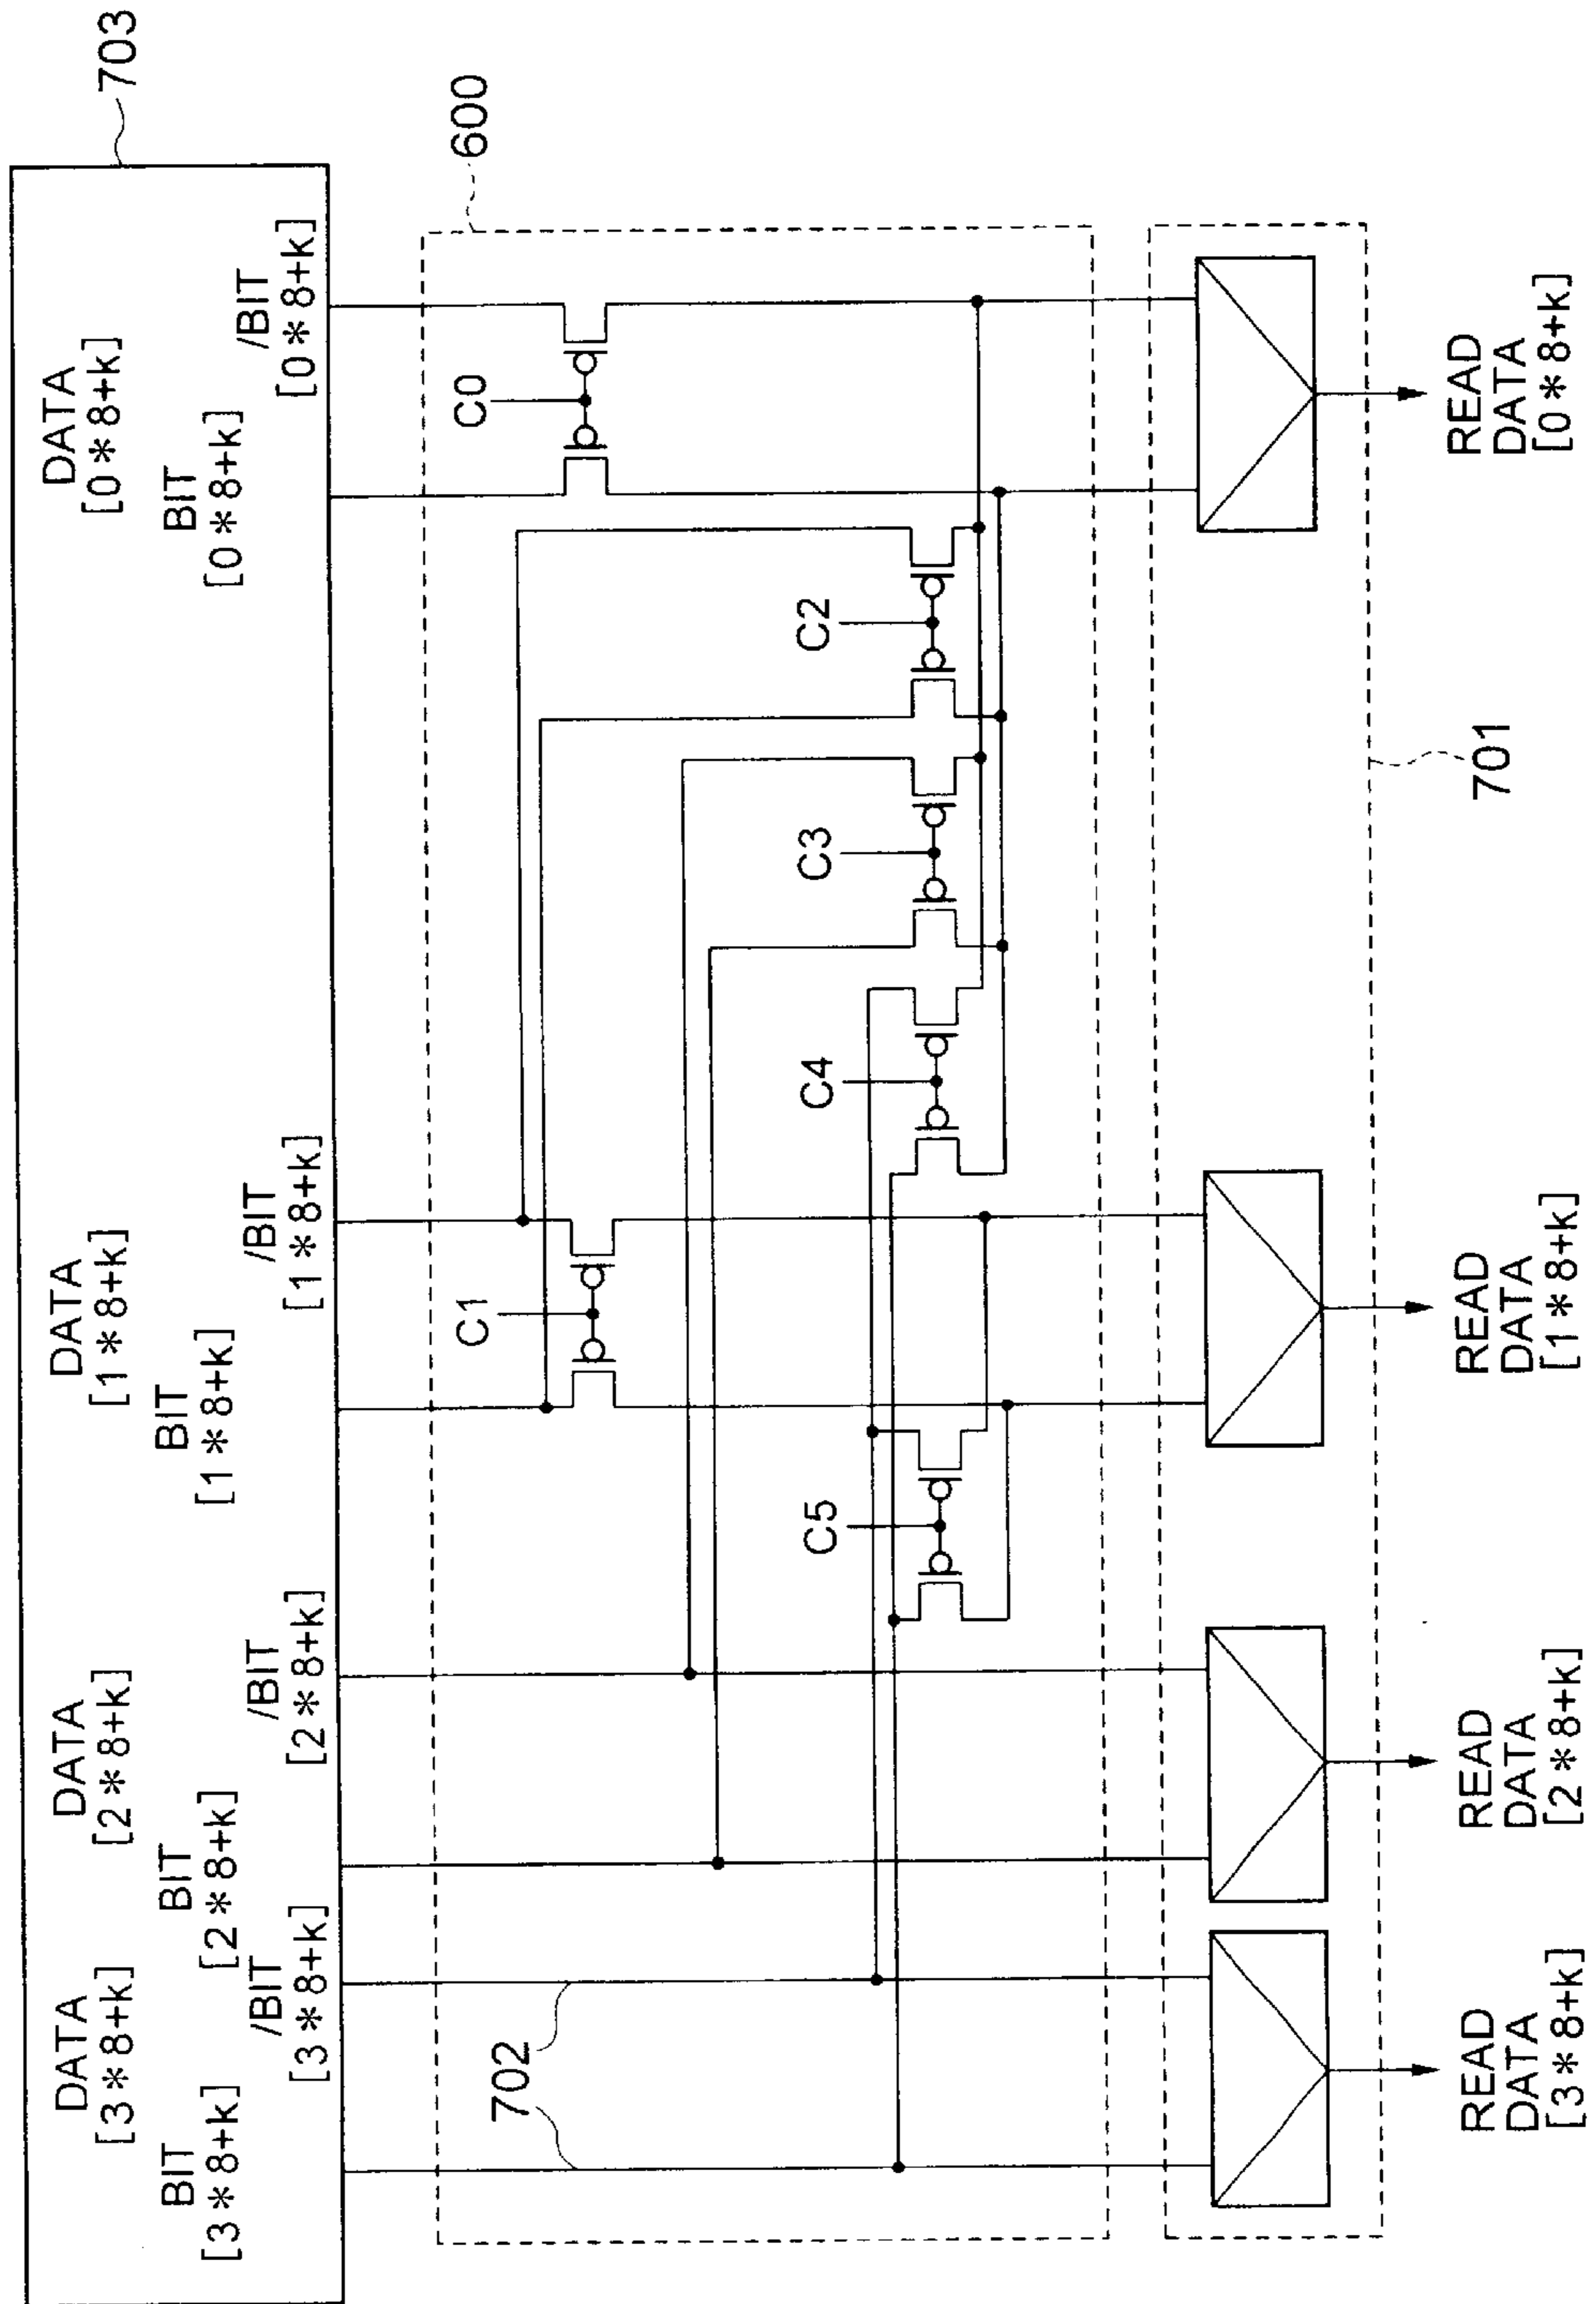 703
DATA
[3*8+k]
DATA
[2*8+k]
DATA
[1*8+k]
DATA
[0*8+k]
BIT
[3*8+k]
/BIT
[3*8+k]
BIT
[2*8+k]
/BIT
[2*8+k]
BIT
[1*8+k]
/BIT
[1*8+k]
BIT
[0*8+k]
/BIT
[0*8+k]
600
C1
C0
702
C5
C4
C3
C2
701
READ
DATA
[3*8+k]
READ
DATA
[2*8+k]
READ
DATA
[1*8+k]
READ
DATA
[0*8+k]